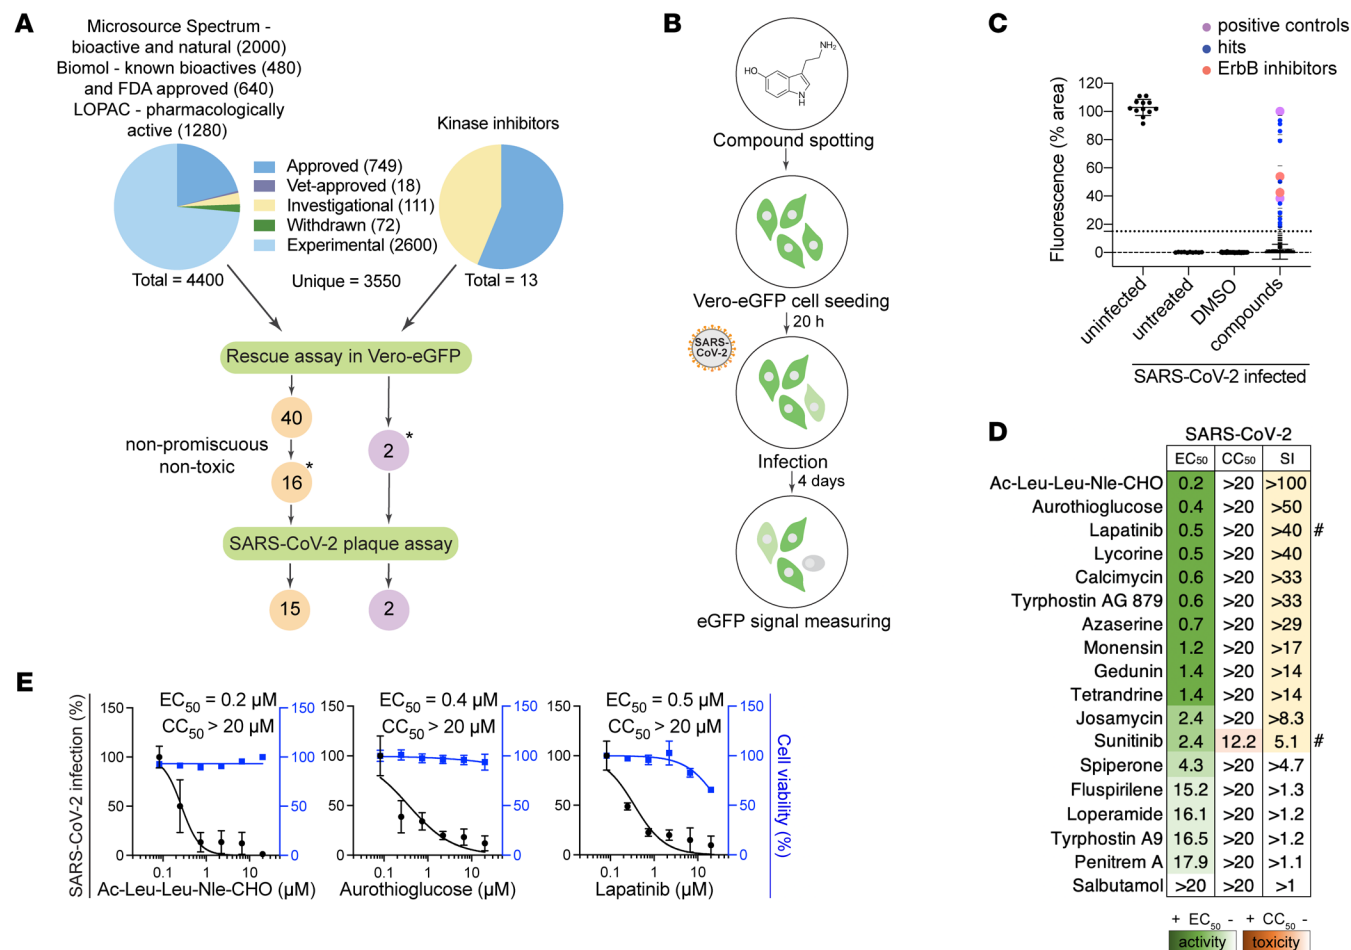 A
Microsource Spectrum -
bioactive and natural (2000)
Biomol - known bioactives (480)
and FDA approved (640)
LOPAC - pharmacologically
active (1280)
Kinase inhibitors
Approved (749)
Vet-approved (18)
Investigational (111)
Withdrawn (72)
Experimental (2600)
Total = 4400
Unique = 3550
Total = 13
Rescue assay in Vero-eGFP
40
non-promiscuous
non-toxic
2 *
16 *
SARS-CoV-2 plaque assay
15
2
B
HO
NH₂
N
H
Compound spotting
Vero-eGFP cell seeding
20 h
SARS-
CoV-2
Infection
4 days
eGFP signal measuring
C
positive controls
hits
ErbB inhibitors
Fluorescence (% area)
120
100
80
60
40
20
0
uninfected
untreated
DMSO
compounds
SARS-CoV-2 infected
D
SARS-CoV-2
EC₅₀ CC₅₀ SI
Ac-Leu-Leu-Nle-CHO 0.2 >20 >100
Aurothioglucose 0.4 >20 >50
Lapatinib 0.5 >20 >40 #
Lycorine 0.5 >20 >40
Calcimycin 0.6 >20 >33
Tyrphostin AG 879 0.6 >20 >33
Azaserine 0.7 >20 >29
Monensin 1.2 >20 >17
Gedunin 1.4 >20 >14
Tetrandrine 1.4 >20 >14
Josamycin 2.4 >20 >8.3
Sunitinib 2.4 12.2 5.1 #
Spiperone 4.3 >20 >4.7
Fluspirilene 15.2 >20 >1.3
Loperamide 16.1 >20 >1.2
Tyrphostin A9 16.5 >20 >1.2
Penitrem A 17.9 >20 >1.1
Salbutamol >20 >20 >1
+ EC₅₀ - + CC₅₀ -
activity toxicity
E
SARS-CoV-2 infection (%)
EC₅₀ = 0.2 µM
CC₅₀ > 20 µM
150
100
50
0
150
100
50
0
0.1 1 10
Ac-Leu-Leu-Nle-CHO (µM)
EC₅₀ = 0.4 µM
CC₅₀ > 20 µM
150
100
50
0
150
100
50
0
0.1 1 10
Aurothioglucose (µM)
EC₅₀ = 0.5 µM
CC₅₀ > 20 µM
150
100
50
0
150
100
50
0
0.1 1 10
Lapatinib (µM)
Cell viability (%)